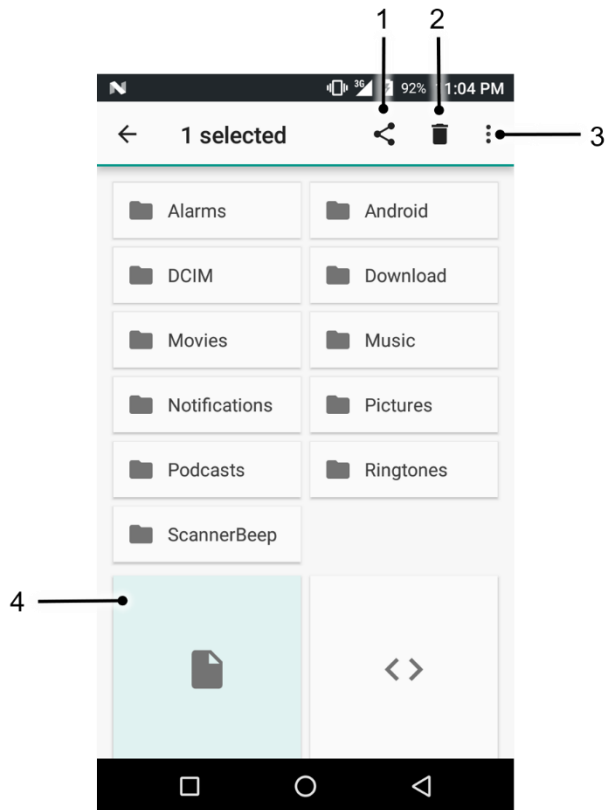 1 2
3G 92% 1:04 PM
1 selected
3
Alarms Android
DCIM Download
Movies Music
Notifications Pictures
Podcasts Ringtones
ScannerBeep
4